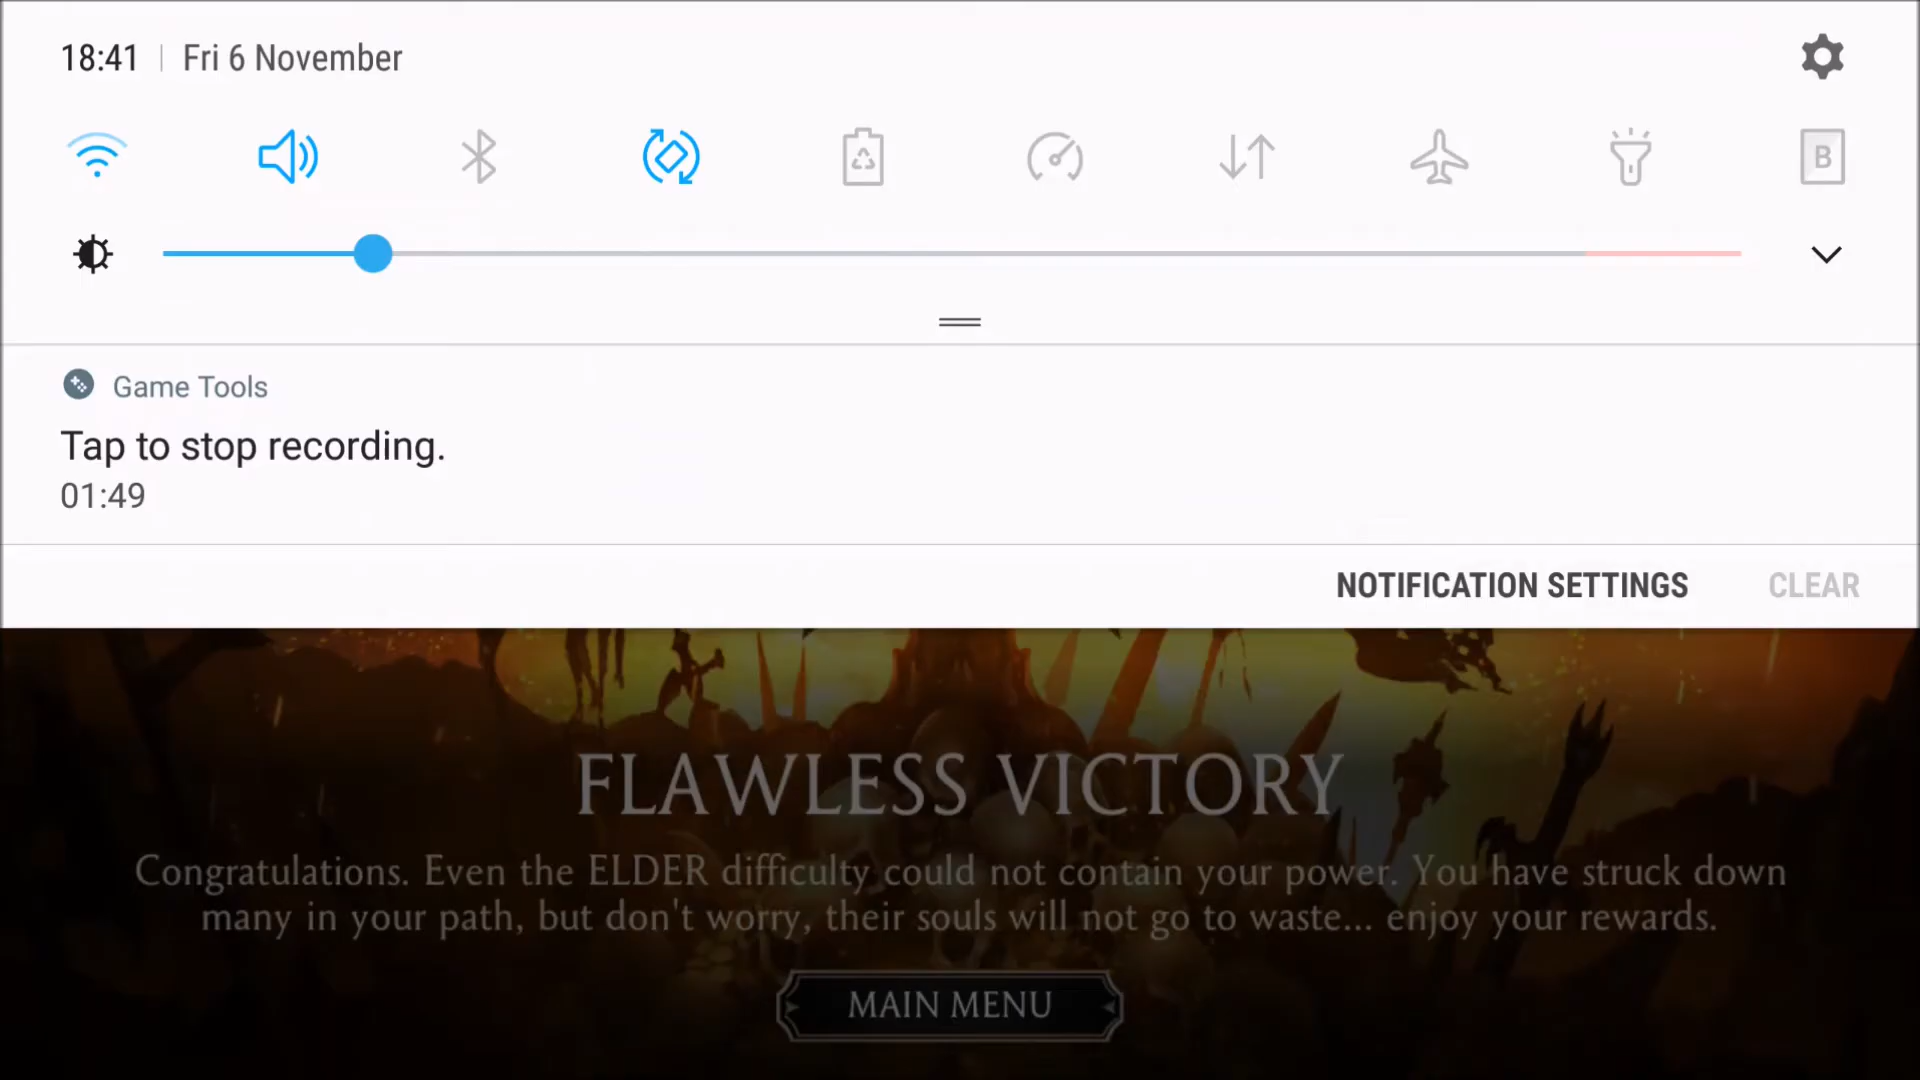 18:41 | Fri 6 November
B
Game Tools
Tap to stop recording.
01:49
NOTIFICATION SETTINGS CLEAR
FLAWLESS VICTORY
Congratulations. Even the ELDER difficulty could not contain your power. You have struck down
many in your path, but don't worry, their souls will not go to waste... enjoy your rewards.
MAIN MENU